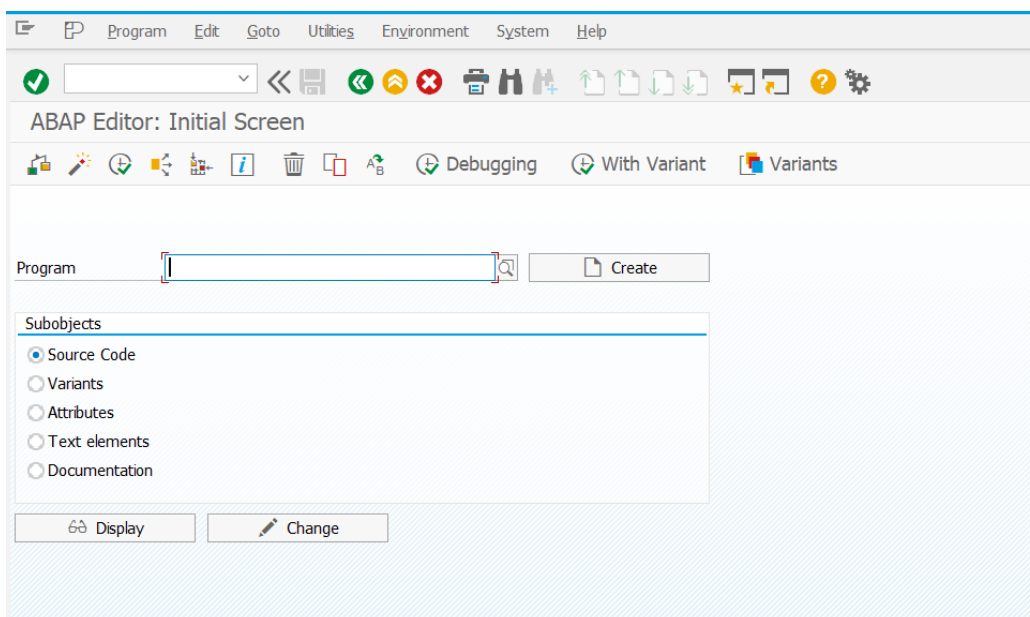 Program Edit Goto Utilities Environment System Help
ABAP Editor: Initial Screen
Debugging With Variant Variants
Program Create
Subobjects
Source Code
Variants
Attributes
Text elements
Documentation
Display Change